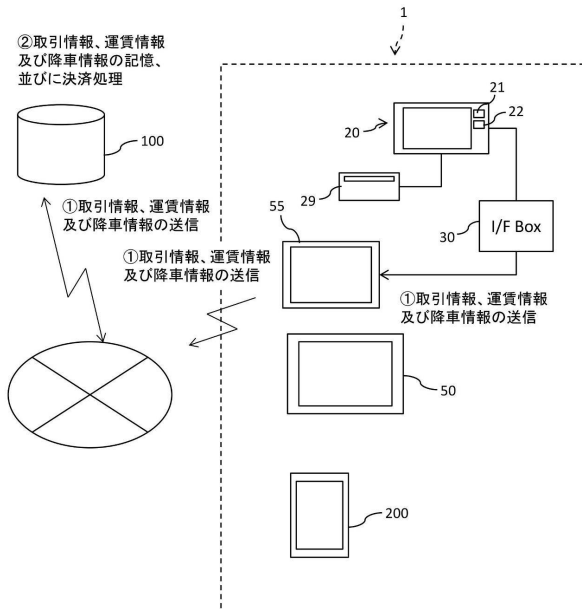 ②取引情報、運賃情報
及び降車情報の記憶、
並びに決済処理
1
21
22
20
100
29
55
30
I/F Box
①取引情報、運賃情報
及び降車情報の送信
①取引情報、運賃情報
及び降車情報の送信
①取引情報、運賃情報
及び降車情報の送信
50
200